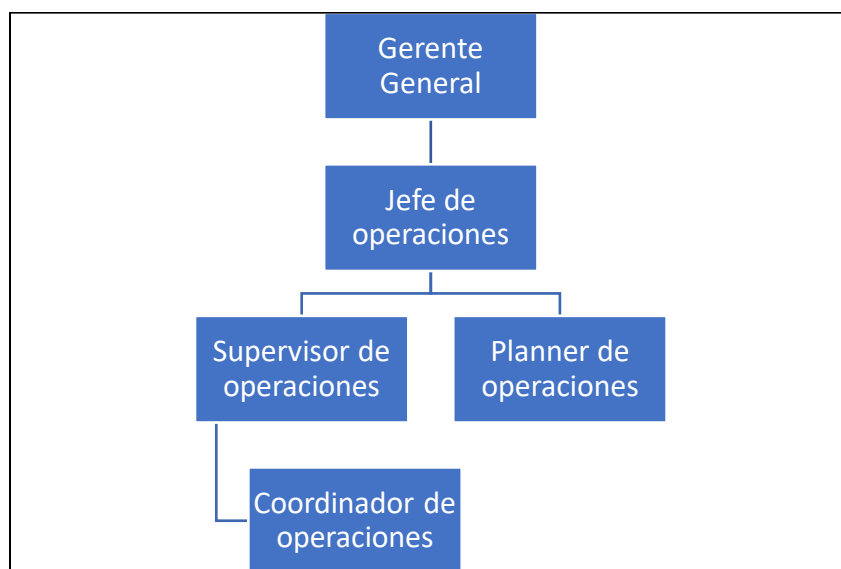 Gerente
General
Jefe de
operaciones
Supervisor de
operaciones
Planner de
operaciones
Coordinador de
operaciones